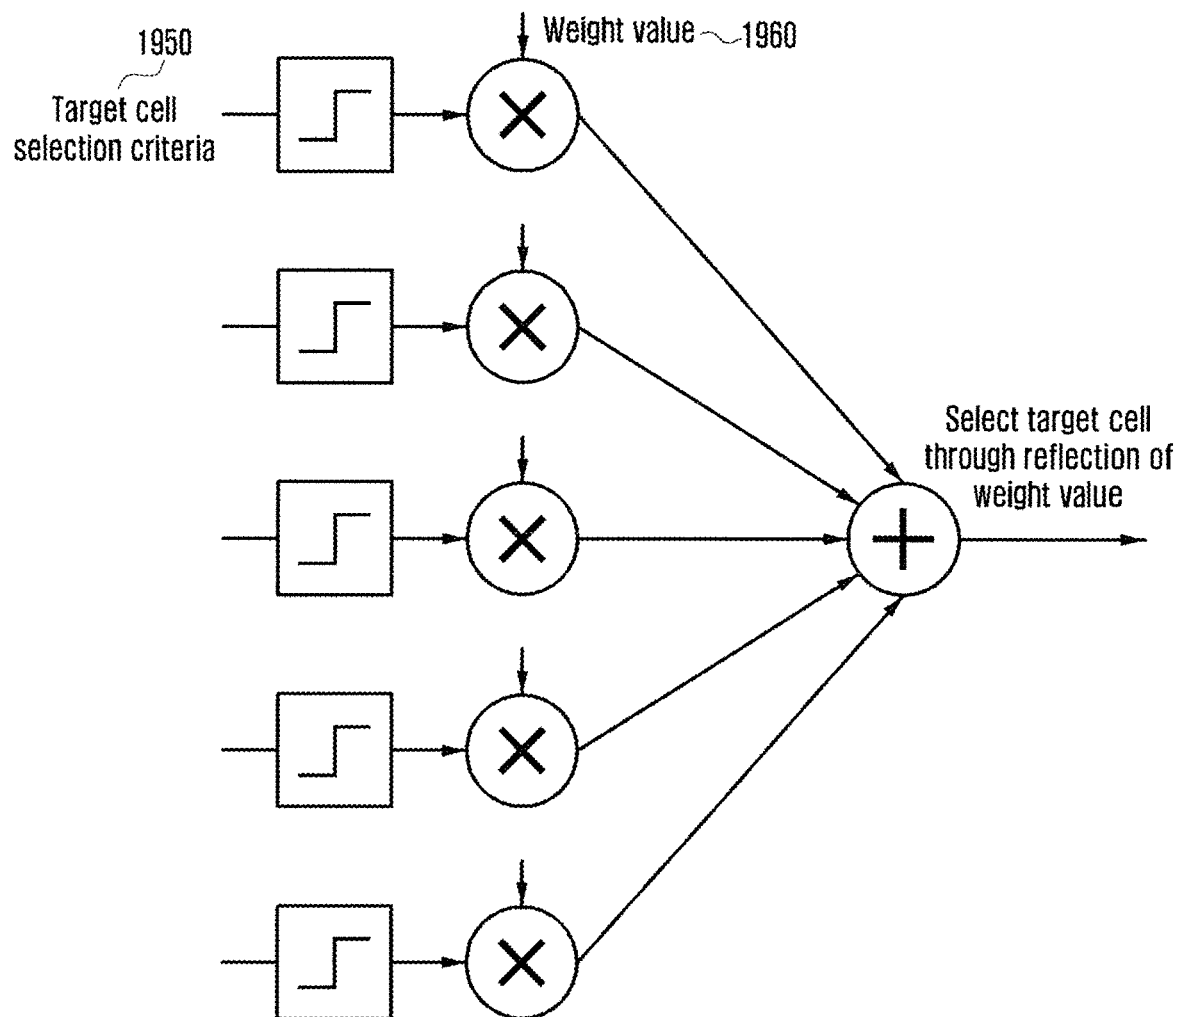 1950
Target cell
selection criteria
Weight value 1960
Select target cell
through reflection of
weight value